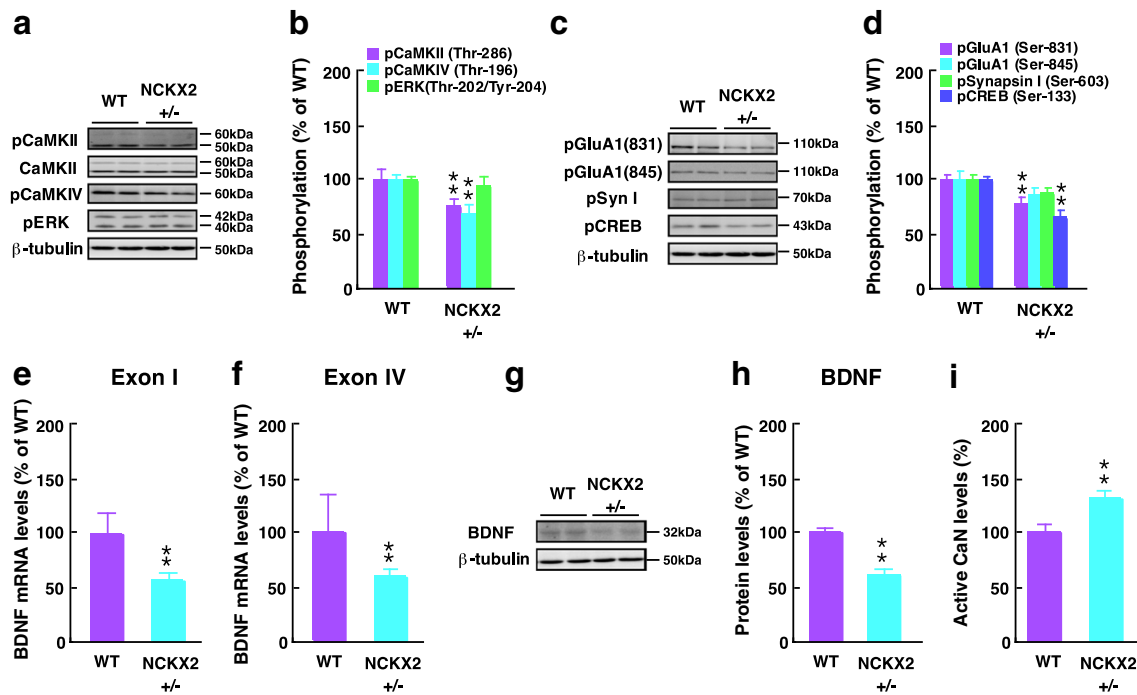 a
WT
NCKX2
+/-
pCaMKII
60kDa
50kDa
CaMKII
60kDa
50kDa
pCaMKIV
60kDa
pERK
42kDa
40kDa
β-tubulin
50kDa
b
pCaMKII (Thr-286)
pCaMKIV (Thr-196)
pERK(Thr-202/Tyr-204)
Phosphorylation (% of WT)
200
150
100
50
0
** **
WT
NCKX2
+/-
c
WT
NCKX2
+/-
pGluA1(831)
110kDa
pGluA1(845)
110kDa
pSyn I
70kDa
pCREB
43kDa
β-tubulin
50kDa
d
pGluA1 (Ser-831)
pGluA1 (Ser-845)
pSynapsin I (Ser-603)
pCREB (Ser-133)
Phosphorylation (% of WT)
200
150
100
50
0
** **
WT
NCKX2
+/-
e
Exon I
BDNF mRNA levels (% of WT)
200
150
100
50
0
**
WT
NCKX2
+/-
f
Exon IV
BDNF mRNA levels (% of WT)
200
150
100
50
0
**
WT
NCKX2
+/-
g
WT
NCKX2
+/-
BDNF
32kDa
β-tubulin
50kDa
h
BDNF
Protein levels (% of WT)
200
150
100
50
0
**
WT
NCKX2
+/-
i
Active CaN levels (%)
200
150
100
50
0
**
WT
NCKX2
+/-